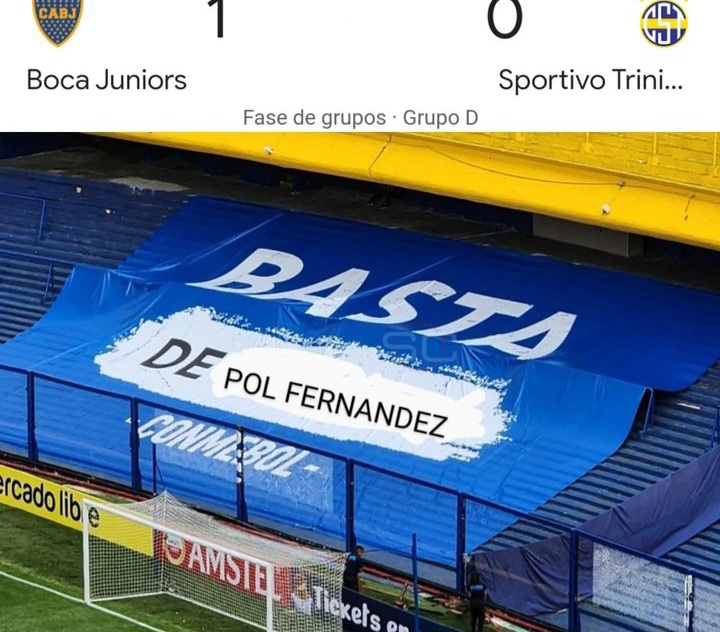 CABJ
1
0
CST
Boca Juniors
Sportivo Trini...
Fase de grupos · Grupo D
BASTA
DE POL FERNANDEZ
-CONMEBOL-
ercado libre
AMSTEL
Tickets en